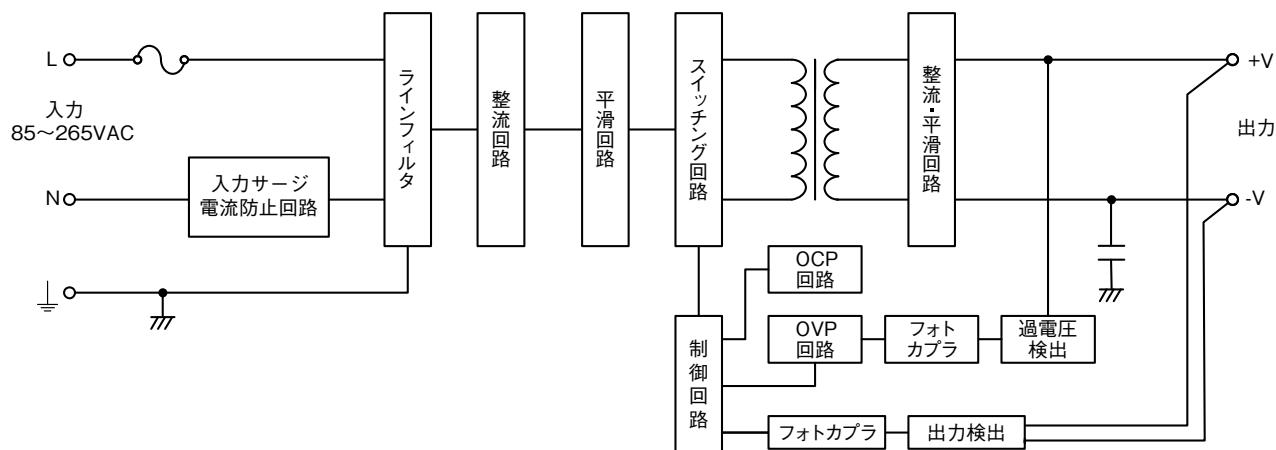 L
入力
85～265VAC
N
入力サージ
電流防止回路
ラインフィルタ
整流回路
平滑回路
スイッチング回路
整流・平滑回路
+V
出力
-V
OCP
回路
OVP
回路
フォト
カプラ
過電圧
検出
制御回路
フォトカプラ
出力検出